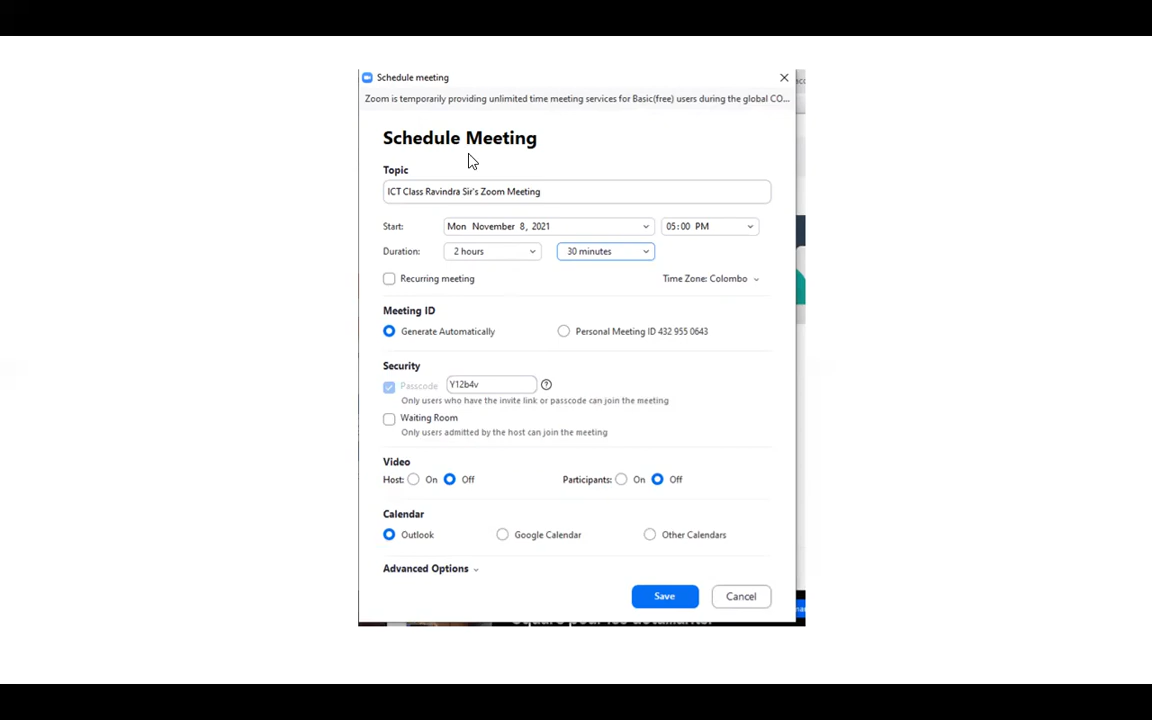 Schedule meeting
Zoom is temporarily providing unlimited time meeting services for Basic(free) users during the global CO...
Schedule Meeting
Topic
ICT Class Ravindra Sir's Zoom Meeting
Start: Mon November 8, 2021 05:00 PM
Duration: 2 hours 30 minutes
Recurring meeting Time Zone: Colombo
Meeting ID
Generate Automatically Personal Meeting ID 432 955 0643
Security
Passcode Y12b4v
Only users who have the invite link or passcode can join the meeting
Waiting Room
Only users admitted by the host can join the meeting
Video
Host: On Off Participants: On Off
Calendar
Outlook Google Calendar Other Calendars
Advanced Options
Save Cancel